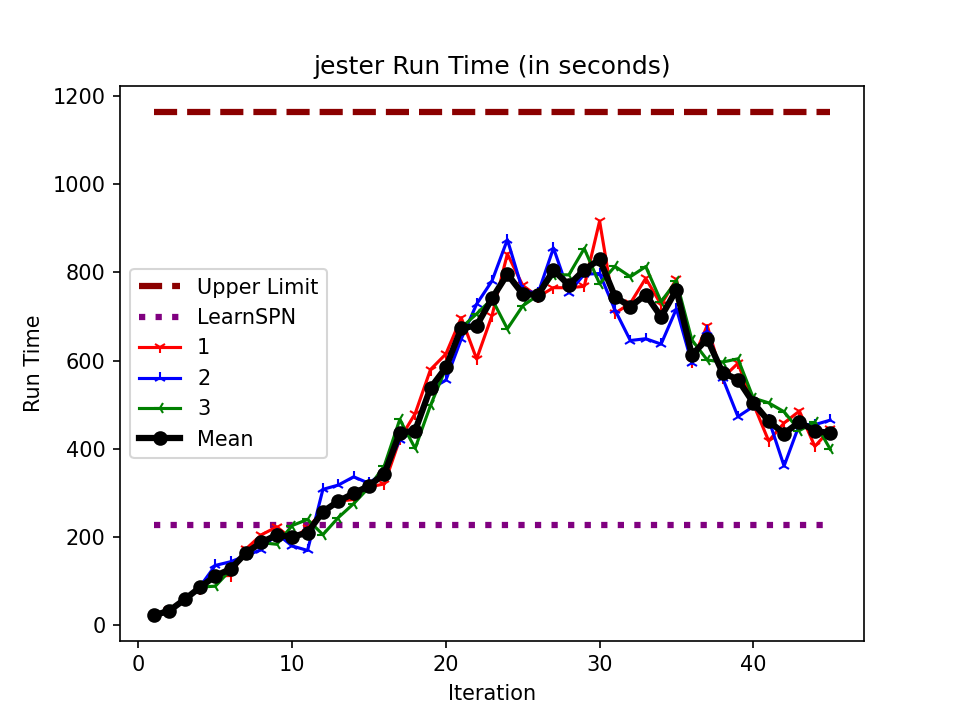 jester Run Time (in seconds)
1200
1000
800
600
400
200
0
Run Time
Upper Limit
LearnSPN
1
2
3
Mean
0 10 20 30 40
Iteration